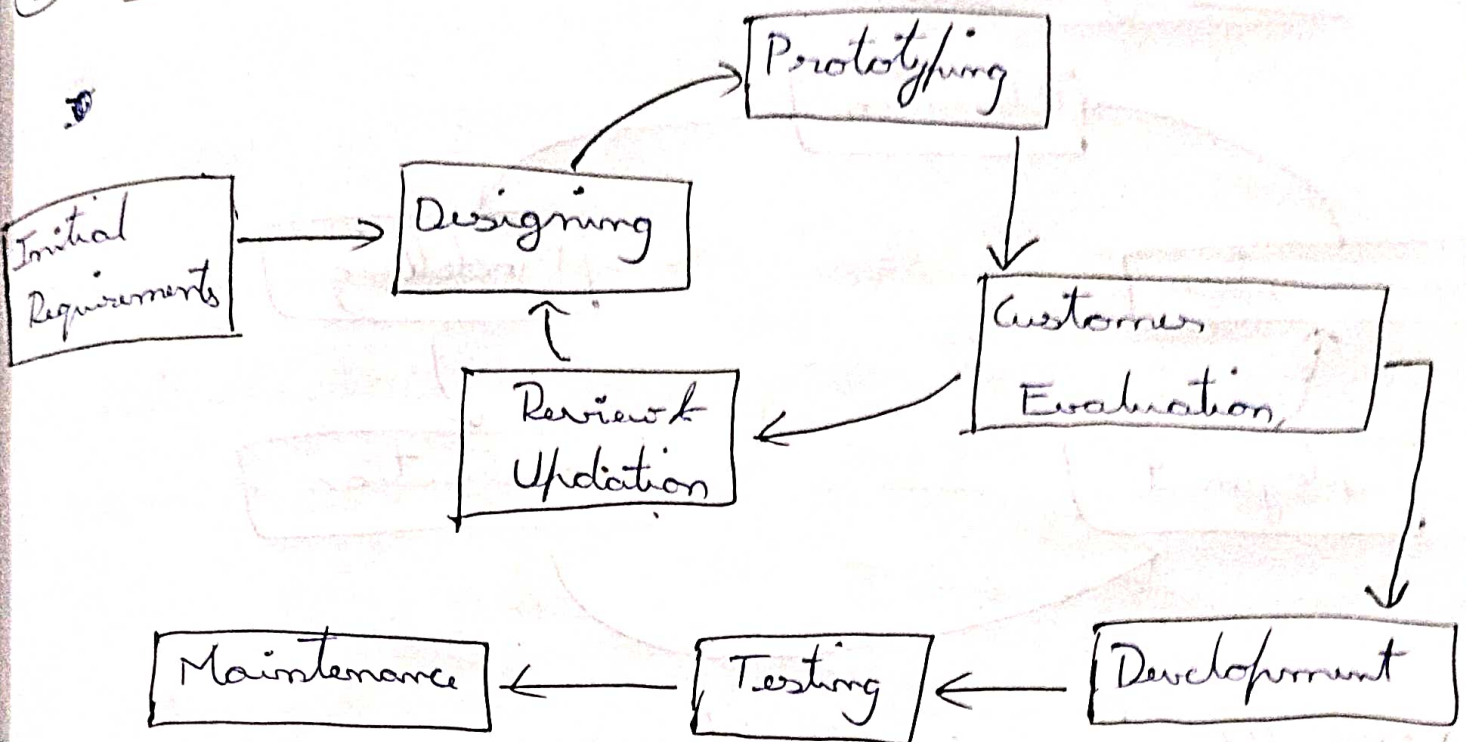 Prototyping
Designing
Initial
Requirements
Customer
Evaluation
Review &
Updation
Maintenance
Testing
Development